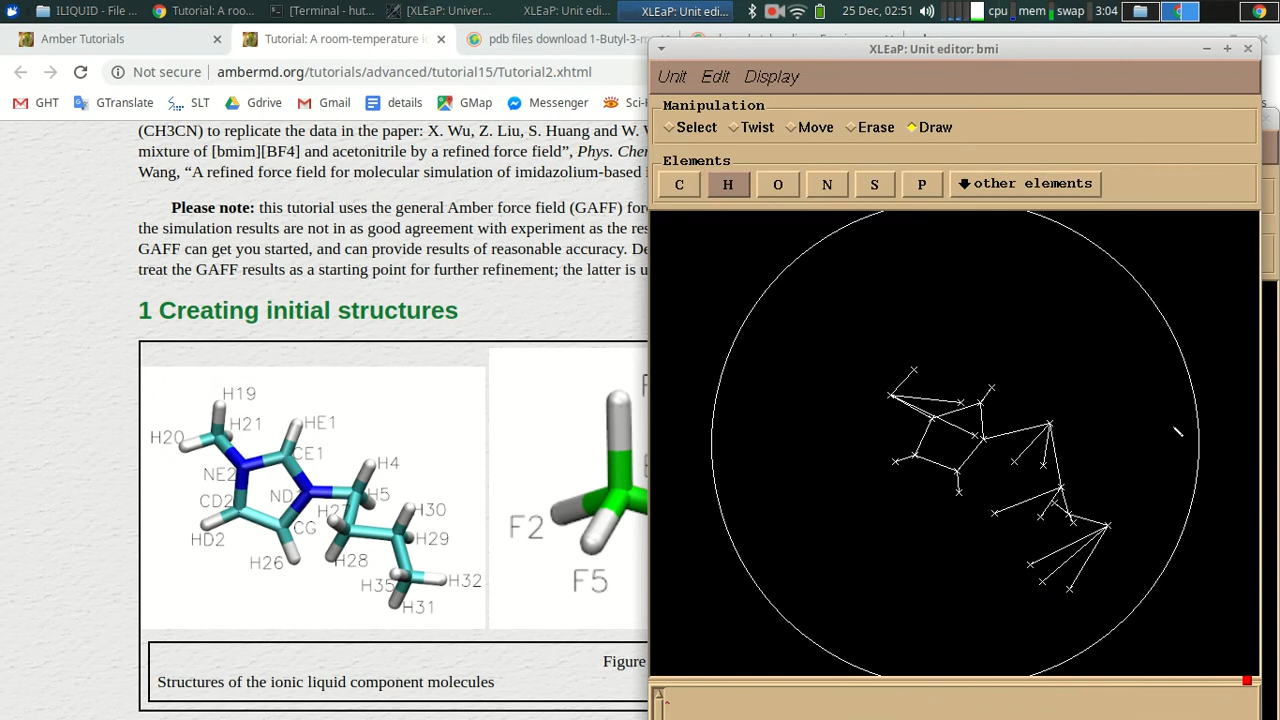 ILIQUID - File ...
Tutorial: A roo...
[Terminal - hut...
[XLEaP: Univer...
XLEaP: Unit edi...
XLEaP: Unit edi...
25 Dec, 02:51
cpu
mem
swap
3:04
Amber Tutorials
Tutorial: A room-temperature i
pdb files download 1-Butyl-3-m
Not secure
ambermd.org/tutorials/advanced/tutorial15/Tutorial2.xhtml
GHT
GTranslate
SLT
Gdrive
Gmail
details
GMap
Messenger
Sci-H
(CH3CN) to replicate the data in the paper: X. Wu, Z. Liu, S. Huang and W. W
mixture of [bmim][BF4] and acetonitrile by a refined force field”, Phys. Chem
Wang, “A refined force field for molecular simulation of imidazolium-based i
Please note: this tutorial uses the general Amber force field (GAFF) for
the simulation results are not in as good agreement with experiment as the res
GAFF can get you started, and can provide results of reasonable accuracy. De
treat the GAFF results as a starting point for further refinement; the latter is u
1 Creating initial structures
H19
H21
HE1
H20
CE1
NE2
H4
CD2
ND
H5
H27
H30
HD2
CG
H29
H26
H28
H35
H32
H31
F2
F5
Figure
Structures of the ionic liquid component molecules
XLEaP: Unit editor: bmi
Unit Edit Display
Manipulation
Select Twist Move Erase Draw
Elements
C H O N S P other elements